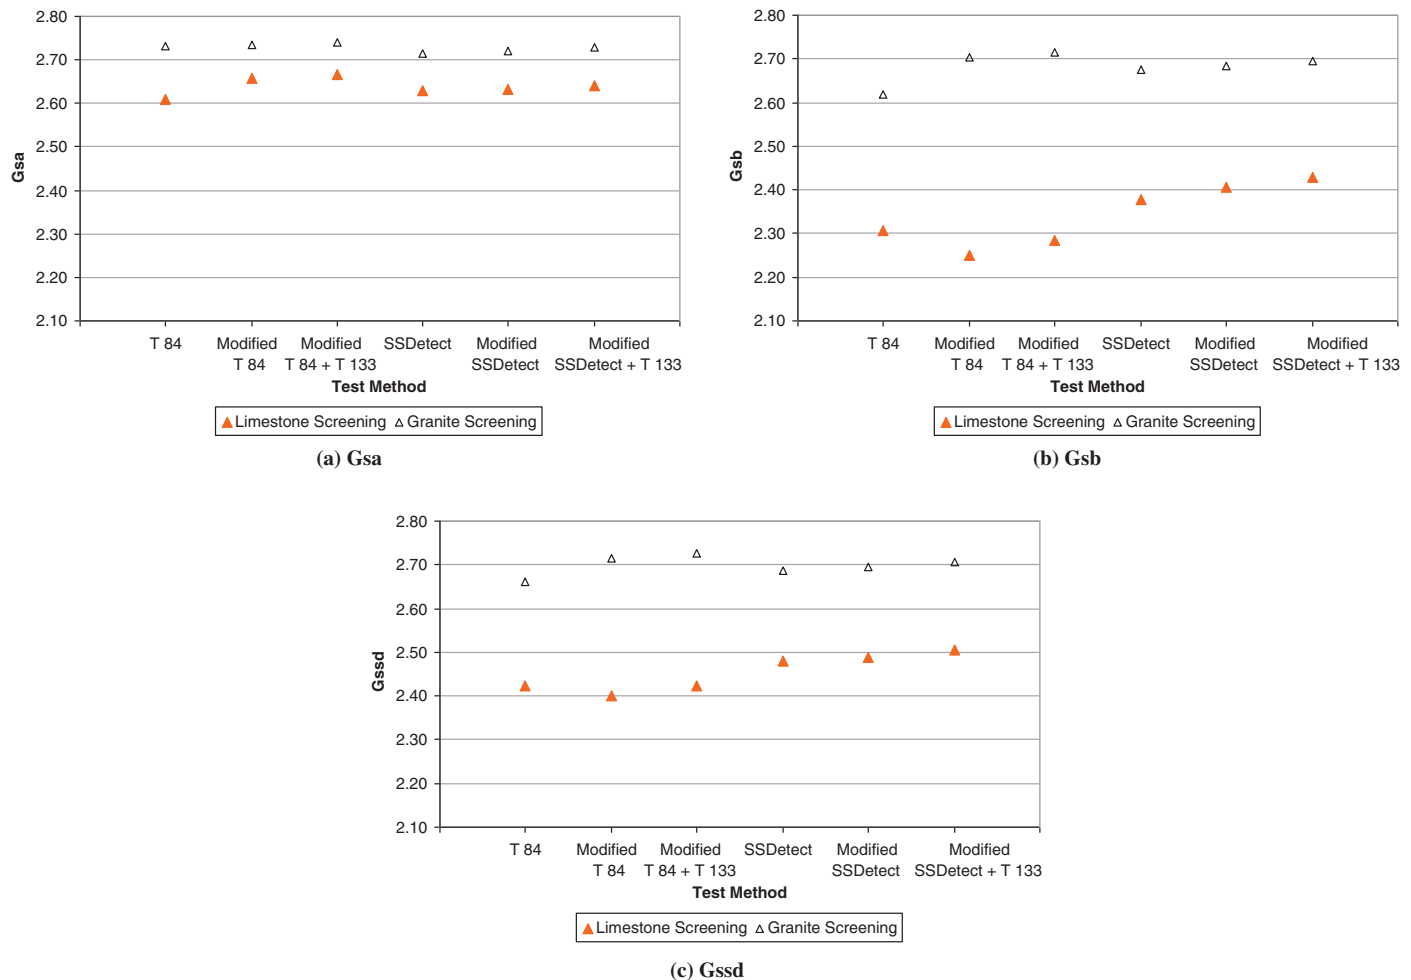 2.80
2.70
2.60
2.50
2.40
2.30
2.20
2.10
Gsa
T 84
Modified
T 84
Modified
T 84 + T 133
SSDetect
Modified
SSDetect
Modified
SSDetect + T 133
Test Method
Limestone Screening Granite Screening
(a) Gsa
2.80
2.70
2.60
2.50
2.40
2.30
2.20
2.10
Gsb
T 84
Modified
T 84
Modified
T 84 + T 133
SSDetect
Modified
SSDetect
Modified
SSDetect + T 133
Test Method
Limestone Screening Granite Screening
(b) Gsb
2.80
2.70
2.60
2.50
2.40
2.30
2.20
2.10
Gssd
T 84
Modified
T 84
Modified
T 84 + T 133
SSDetect
Modified
SSDetect
Modified
SSDetect + T 133
Test Method
Limestone Screening Granite Screening
(c) Gssd